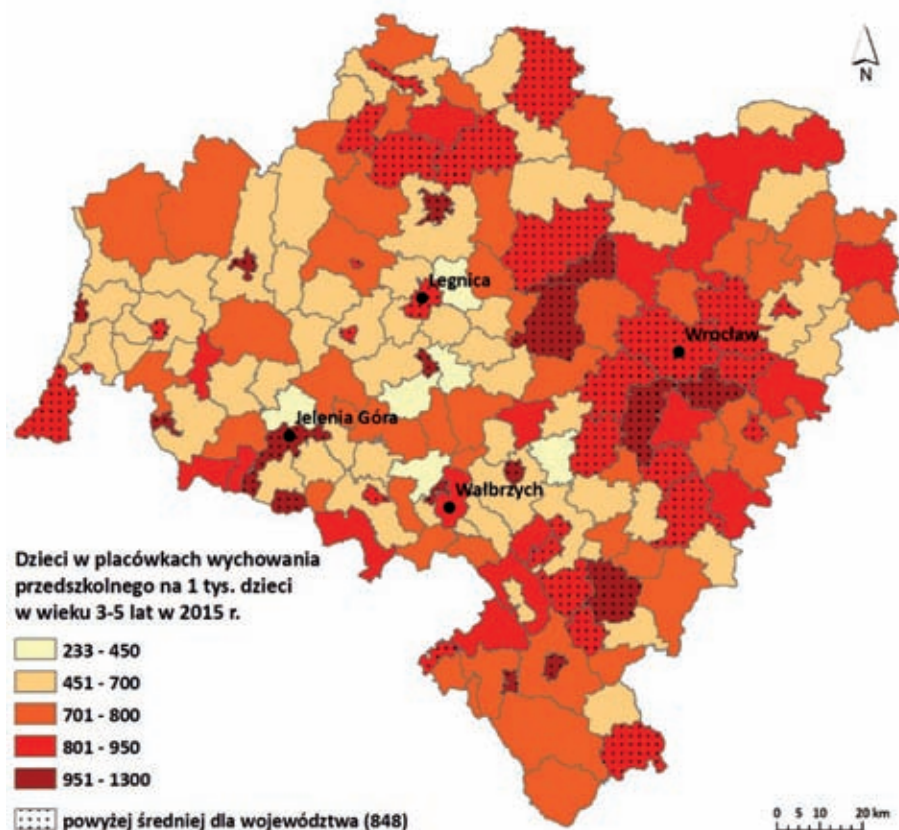 N
Legnica
Wrocław
Jelenia Góra
Wałbrzych
Dzieci w placówkach wychowania
przedszkolnego na 1 tys. dzieci
w wieku 3-5 lat w 2015 r.
233 - 450
451 - 700
701 - 800
801 - 950
951 - 1300
powyżej średniej dla województwa (848)
0 5 10 20 km